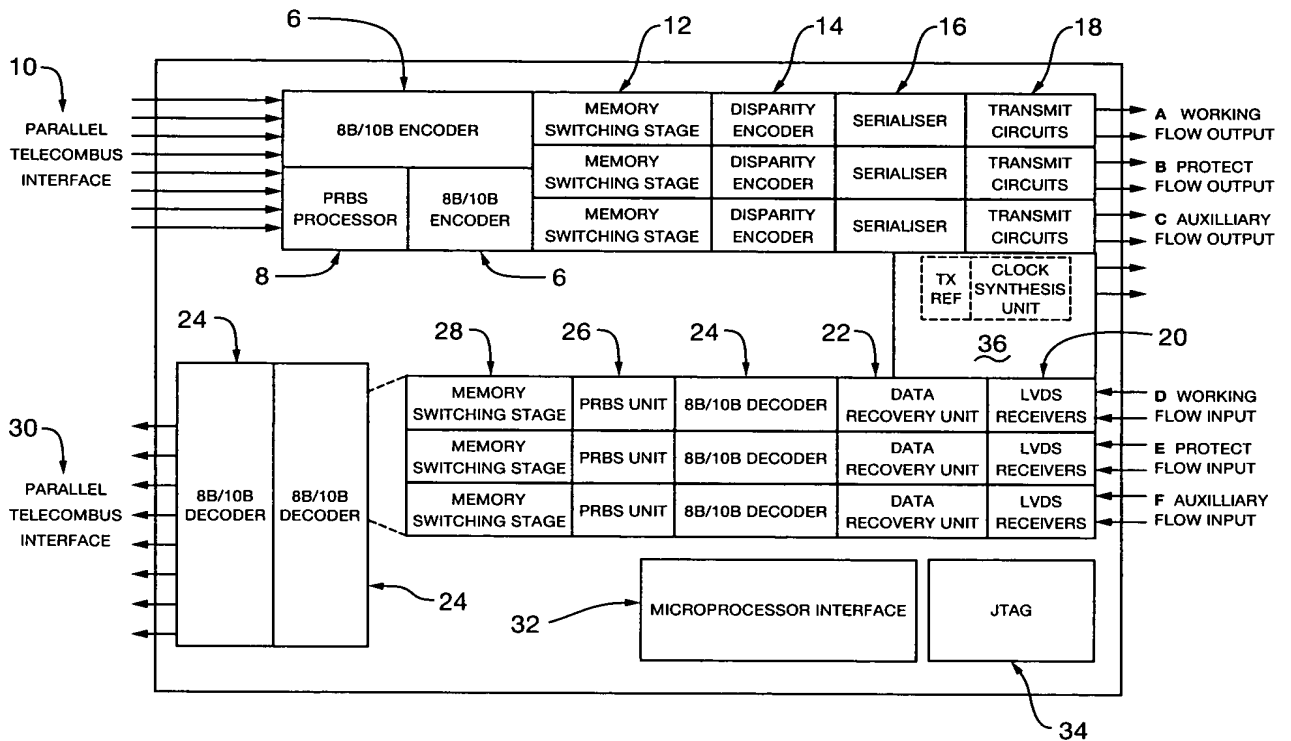 6
12
14
16
18
10
PARALLEL
TELECOMBUS
INTERFACE
8B/10B ENCODER
PRBS
PROCESSOR
8B/10B
ENCODER
MEMORY
SWITCHING STAGE
DISPARITY
ENCODER
SERIALISER
TRANSMIT
CIRCUITS
A WORKING
FLOW OUTPUT
MEMORY
SWITCHING STAGE
DISPARITY
ENCODER
SERIALISER
TRANSMIT
CIRCUITS
B PROTECT
FLOW OUTPUT
MEMORY
SWITCHING STAGE
DISPARITY
ENCODER
SERIALISER
TRANSMIT
CIRCUITS
C AUXILLIARY
FLOW OUTPUT
8
6
TX
REF
CLOCK
SYNTHESIS
UNIT
36
24
28
26
24
22
20
MEMORY
SWITCHING STAGE
PRBS UNIT
8B/10B DECODER
DATA
RECOVERY UNIT
LVDS
RECEIVERS
D WORKING
FLOW INPUT
MEMORY
SWITCHING STAGE
PRBS UNIT
8B/10B DECODER
DATA
RECOVERY UNIT
LVDS
RECEIVERS
E PROTECT
FLOW INPUT
MEMORY
SWITCHING STAGE
PRBS UNIT
8B/10B DECODER
DATA
RECOVERY UNIT
LVDS
RECEIVERS
F AUXILLIARY
FLOW INPUT
30
PARALLEL
TELECOMBUS
INTERFACE
8B/10B
DECODER
8B/10B
DECODER
24
32
MICROPROCESSOR INTERFACE
JTAG
34